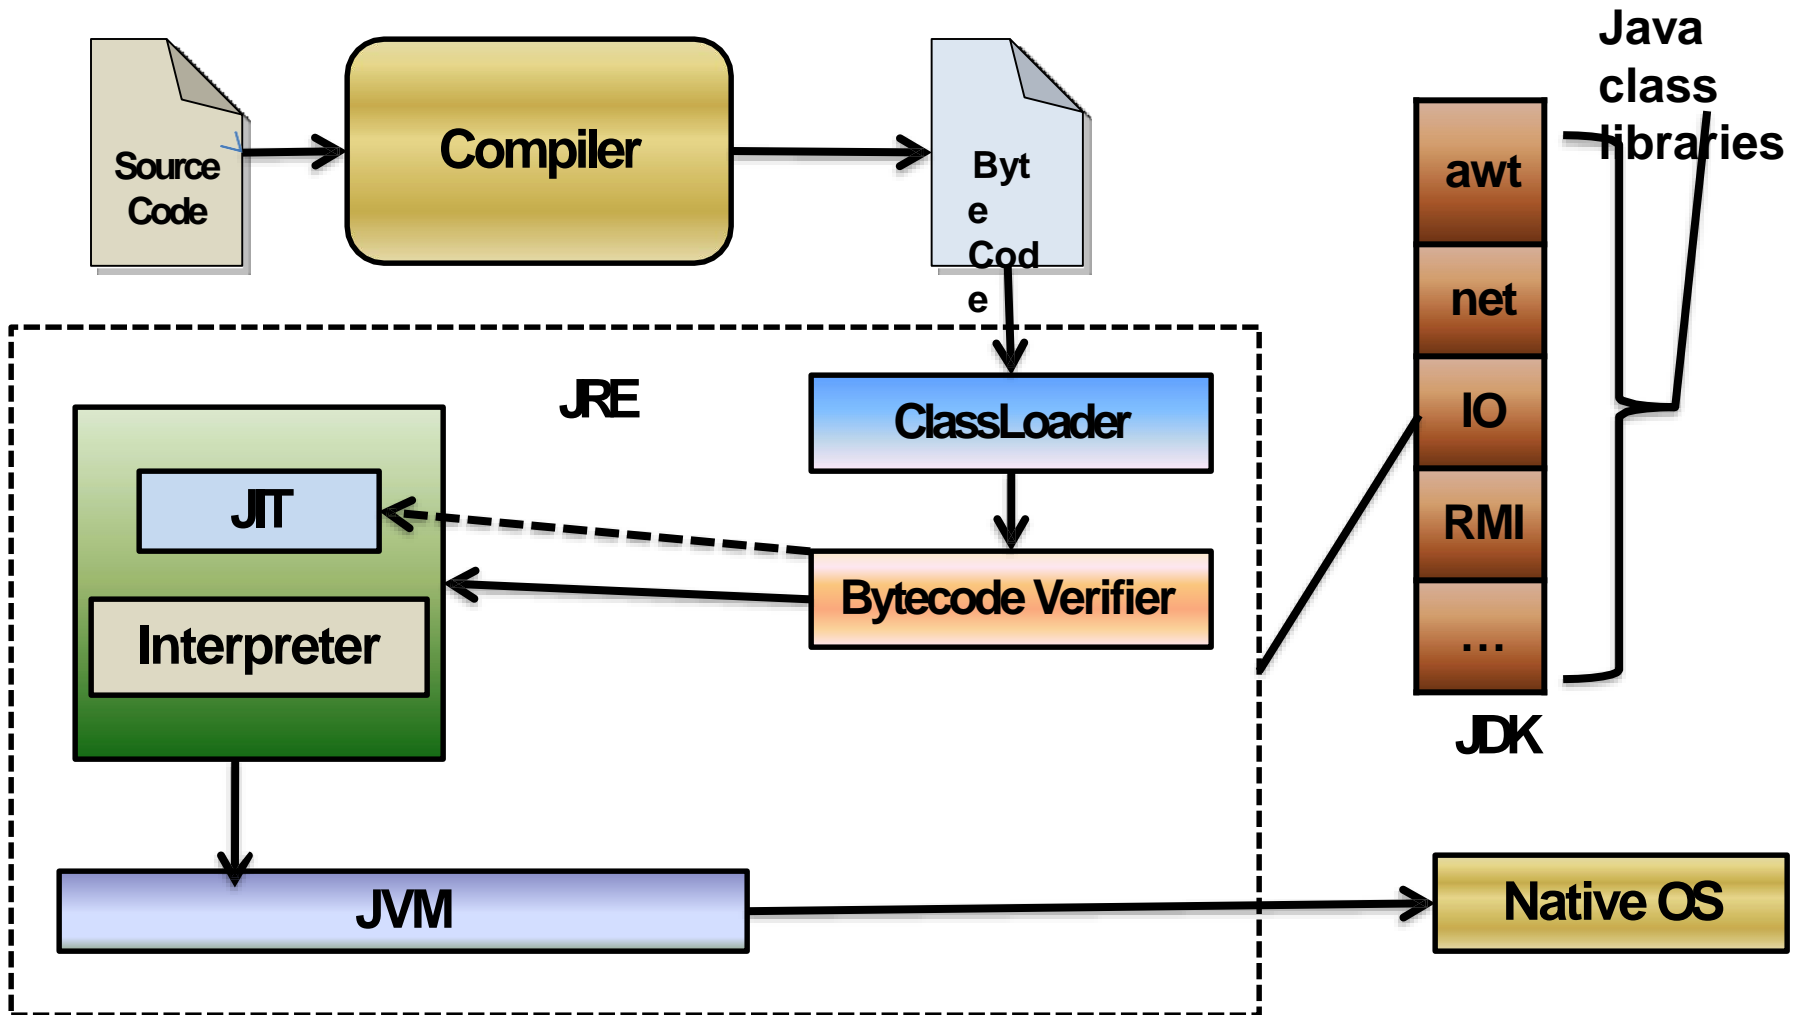 Source
Code
Compiler
Byt
e
Cod
e
Java
class
libraries
awt
net
IO
RMI
...
JDK
JRE
ClassLoader
JIT
Bytecode Verifier
Interpreter
JVM
Native OS